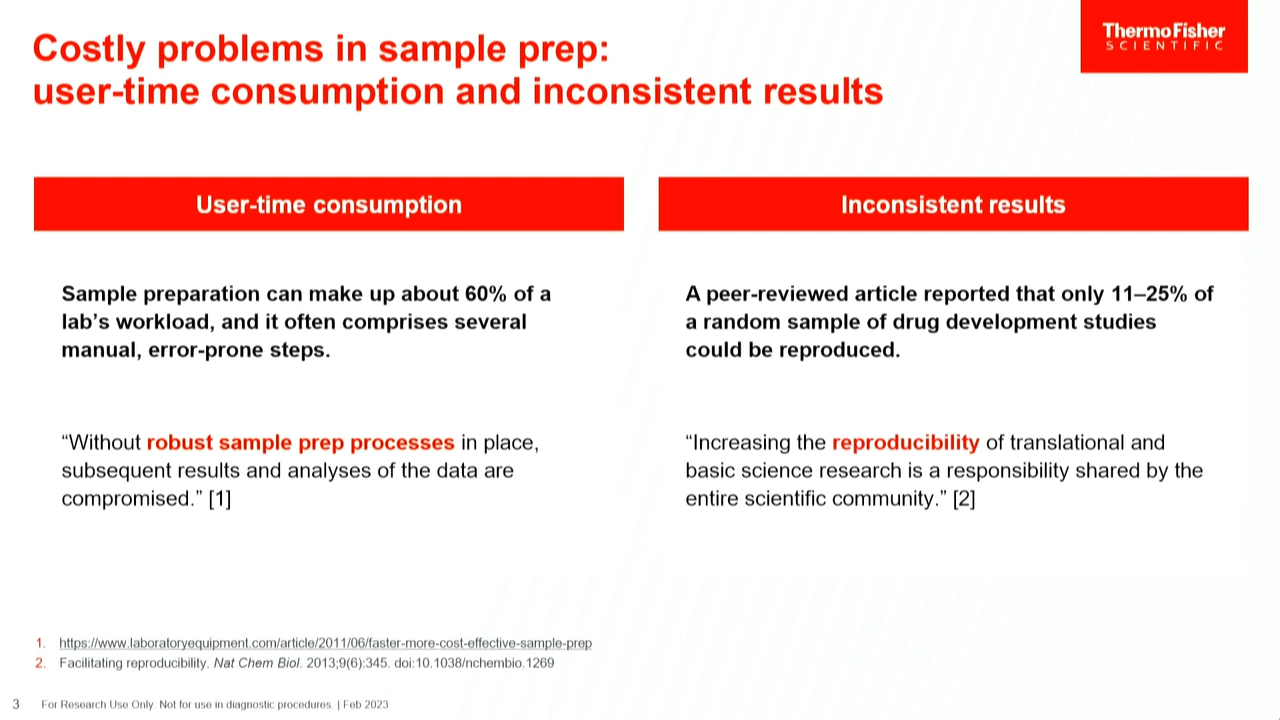 Costly problems in sample prep:
user-time consumption and inconsistent results
ThermoFisher
SCIENTIFIC
User-time consumption
Sample preparation can make up about 60% of a
lab’s workload, and it often comprises several
manual, error-prone steps.
“Without robust sample prep processes in place,
subsequent results and analyses of the data are
compromised.” [1]
Inconsistent results
A peer-reviewed article reported that only 11–25% of
a random sample of drug development studies
could be reproduced.
“Increasing the reproducibility of translational and
basic science research is a responsibility shared by the
entire scientific community.” [2]
1. https://www.laboratoryequipment.com/article/2011/06/faster-more-cost-effective-sample-prep
2. Facilitating reproducibility. Nat Chem Biol. 2013;9(6):345. doi:10.1038/nchembio.1269
3 For Research Use Only. Not for use in diagnostic procedures. | Feb 2023